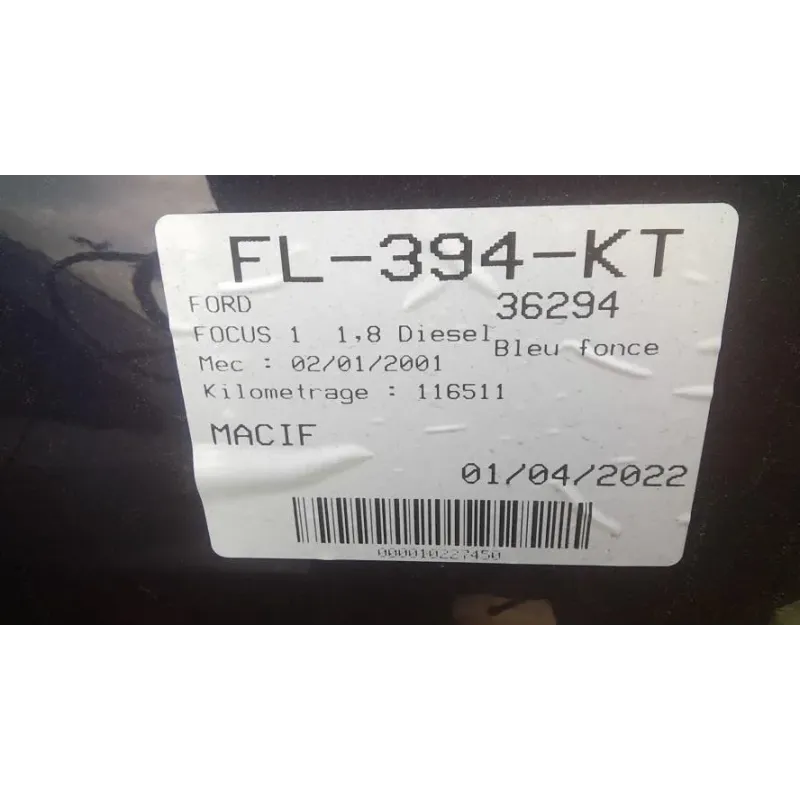 FL-394-KT
FORD 36294
FOCUS 1 1,8 Diesel
Bleu fonce
Mec : 02/01/2001
Kilometrage : 116511
MACIF
01/04/2022
000010227450